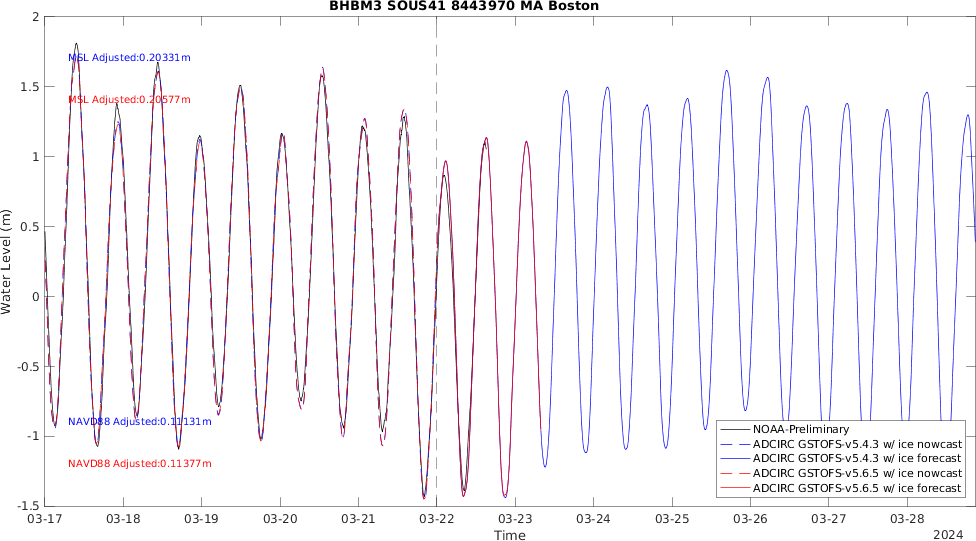 BHBM3 SOUS41 8443970 MA Boston
2
1.5
1
0.5
0
-0.5
-1
-1.5
Water Level (m)
MSL Adjusted:0.20331m
MSL Adjusted:0.20577m
NAVD88 Adjusted:0.11131m
NAVD88 Adjusted:0.11377m
NOAA-Preliminary
ADCIRC GSTOFS-v5.4.3 w/ ice nowcast
ADCIRC GSTOFS-v5.4.3 w/ ice forecast
ADCIRC GSTOFS-v5.6.5 w/ ice nowcast
ADCIRC GSTOFS-v5.6.5 w/ ice forecast
03-17 03-18 03-19 03-20 03-21 03-22 03-23 03-24 03-25 03-26 03-27 03-28
Time
2024